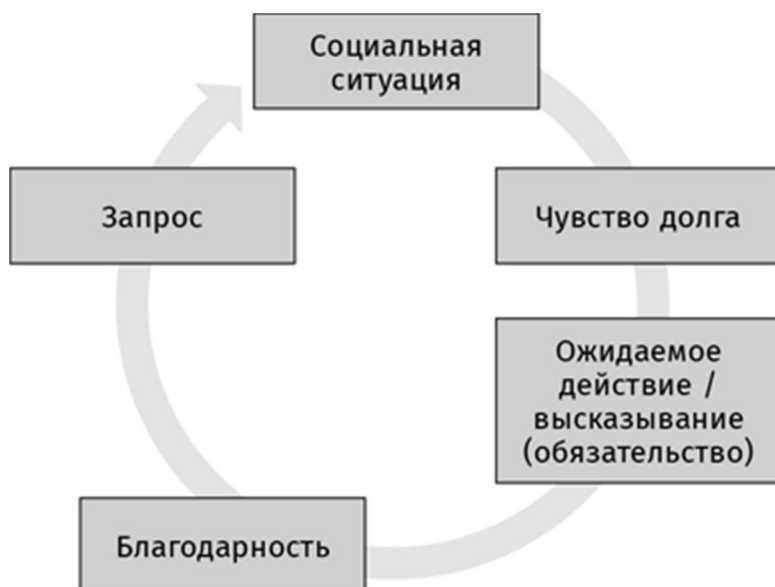 Социальная
ситуация
Чувство долга
Ожидаемое
действие /
высказывание
(обязательство)
Благодарность
Запрос